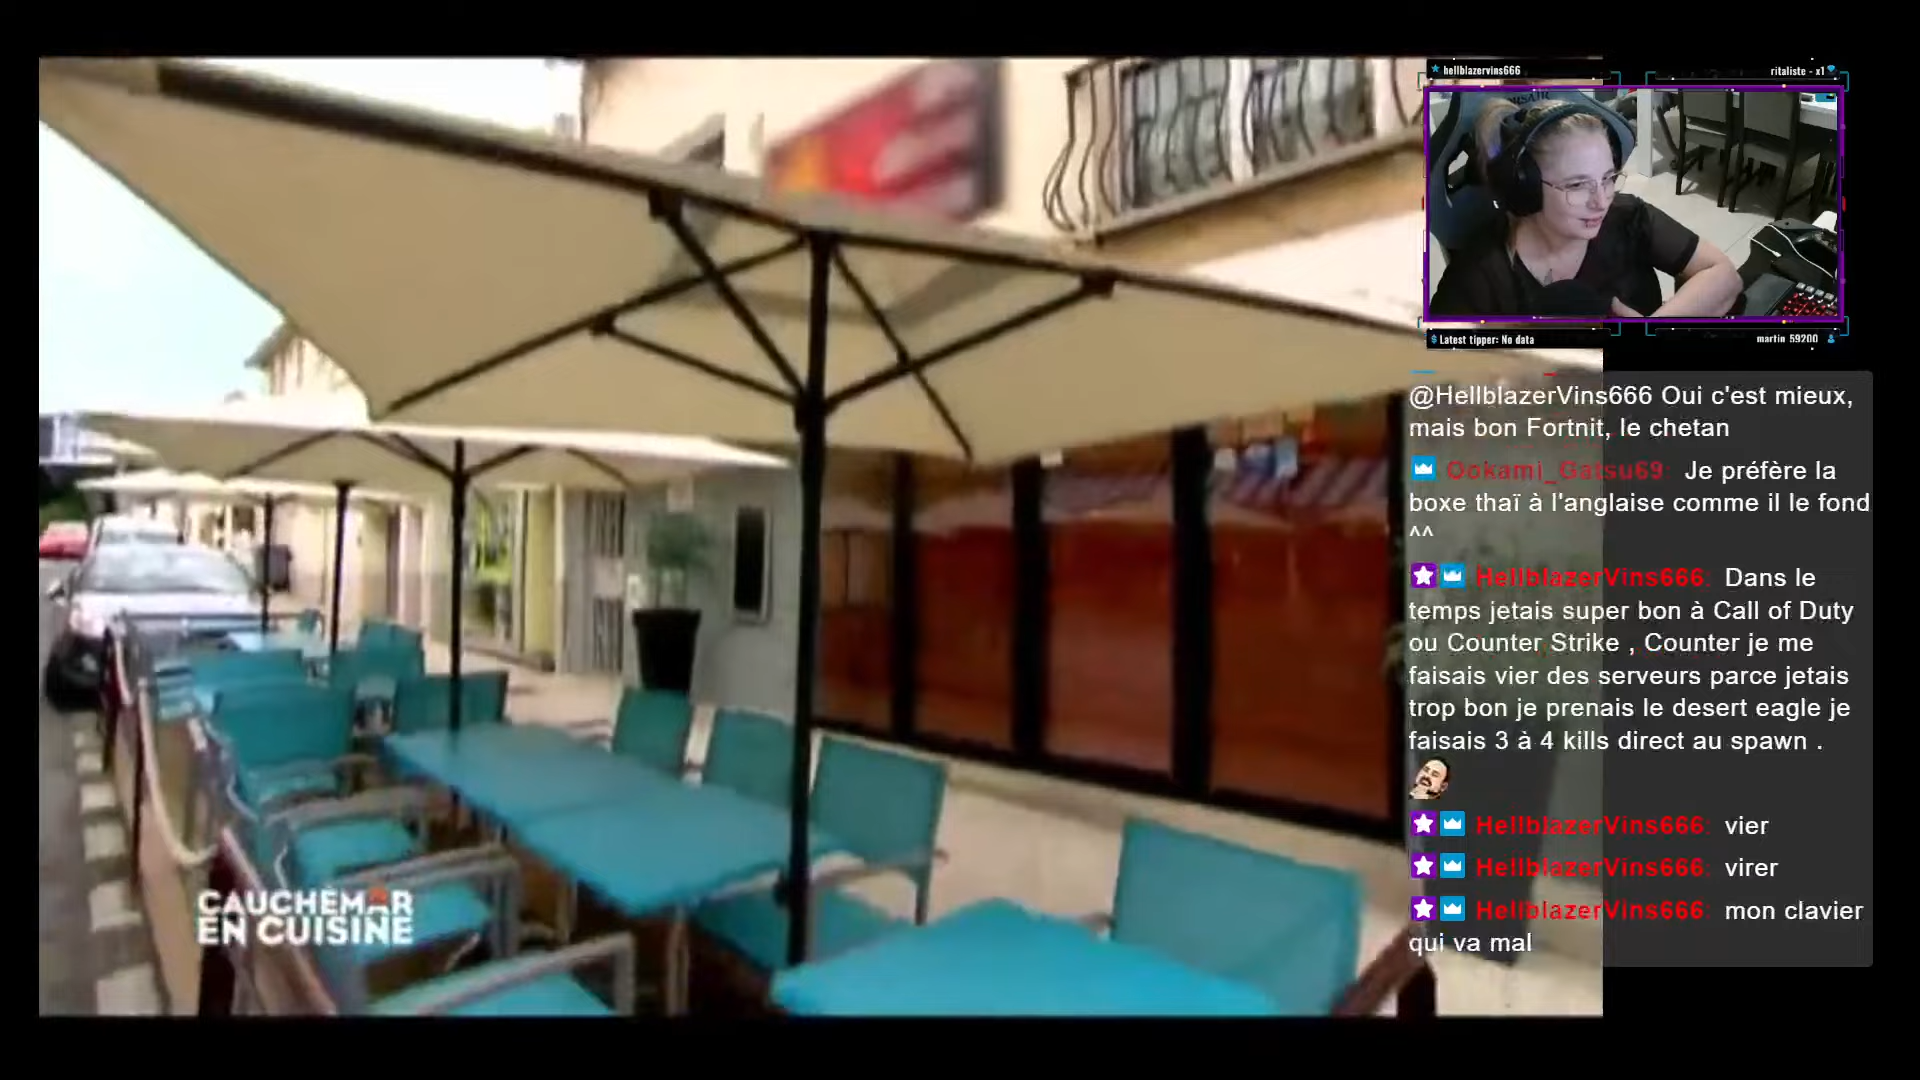 hellblazervins666
ritaliste - x1
Latest tipper: No data
martin_59200
@HellblazerVins666 Oui c'est mieux,
mais bon Fortnit, le chetan
Ookami_Gatsu69: Je préfère la
boxe thaï à l'anglaise comme il le fond
^^
HellblazerVins666: Dans le
temps jetais super bon à Call of Duty
ou Counter Strike , Counter je me
faisais vier des serveurs parce jetais
trop bon je prenais le desert eagle je
faisais 3 à 4 kills direct au spawn .
HellblazerVins666: vier
HellblazerVins666: virer
HellblazerVins666: mon clavier
qui va mal
CAUCHEMAR
EN CUISINE